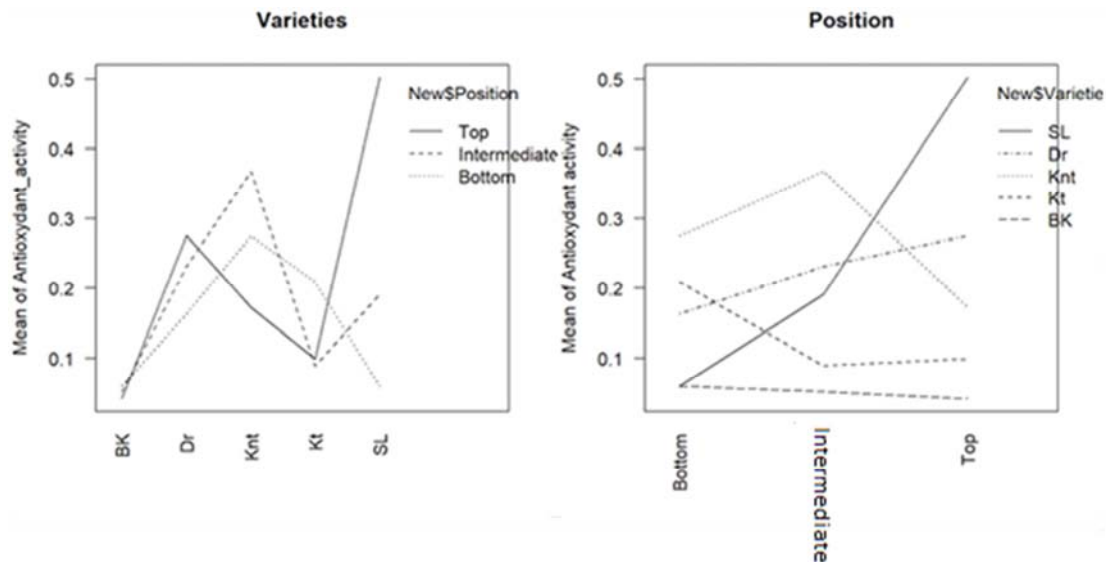 Varieties
Mean of Antioxydant_activity
0.5
0.4
0.3
0.2
0.1
New$Position
Top
Intermediate
Bottom
BK
Dr
Knt
Kt
SL
Position
Mean of Antioxydant activity
0.5
0.4
0.3
0.2
0.1
New$Varietie
SL
Dr
Knt
Kt
BK
Bottom
Intermediate
Top